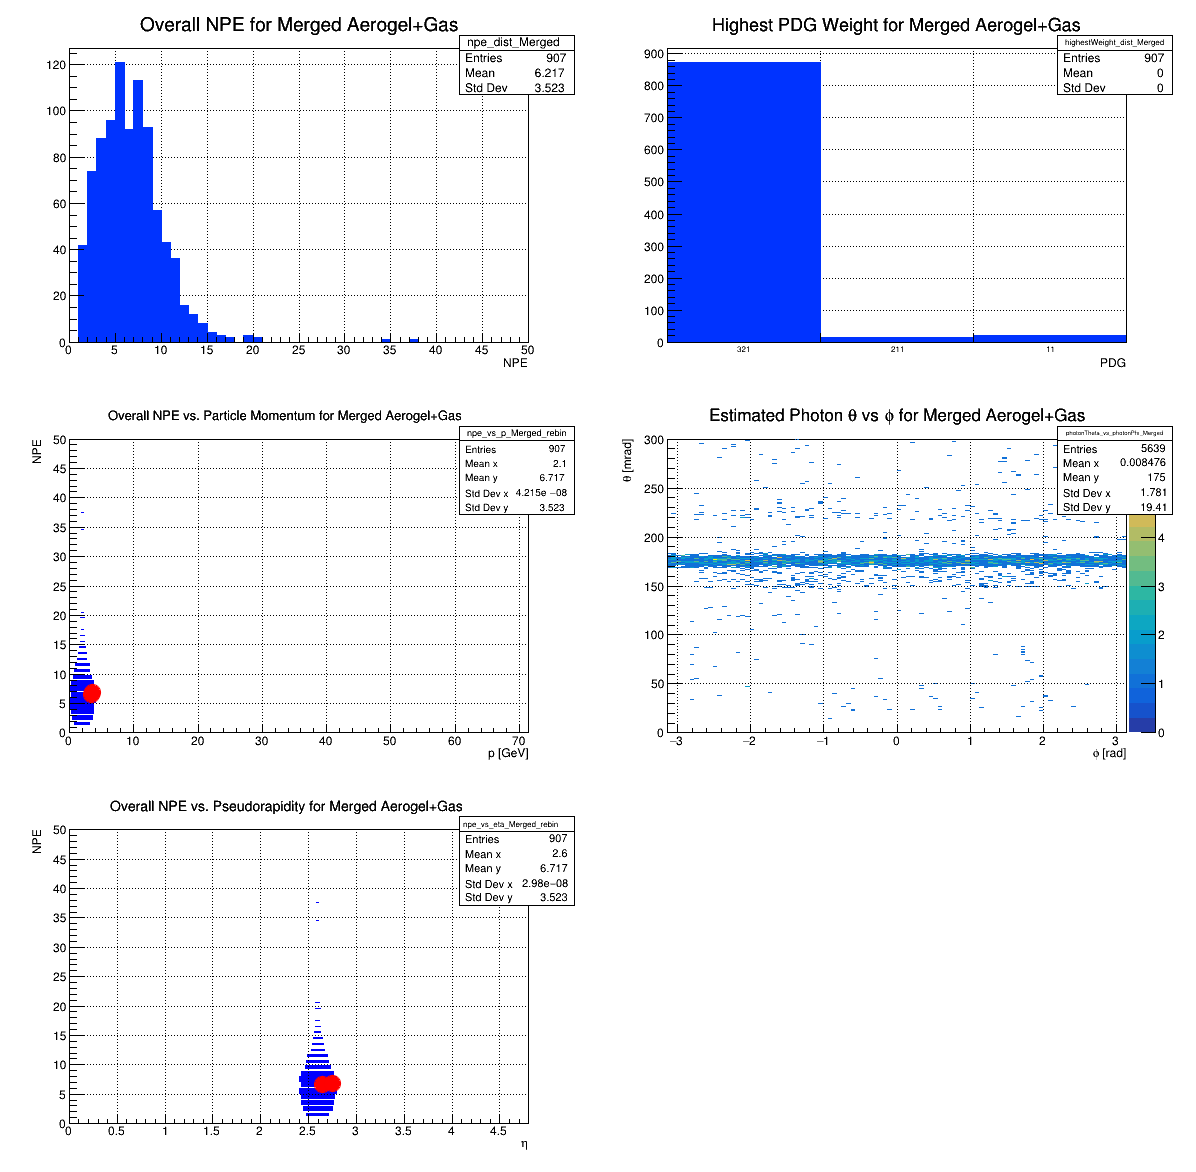 Overall NPE for Merged Aerogel+Gas
npe_dist_Merged
Entries 907
Mean 6.217
Std Dev 3.523
120
100
80
60
40
20
0
0 5 10 15 20 25 30 35 40 45 50
NPE
Highest PDG Weight for Merged Aerogel+Gas
highestWeight_dist_Merged
Entries 907
Mean 0
Std Dev 0
900
800
700
600
500
400
300
200
100
0
321 211 11
PDG
Overall NPE vs. Particle Momentum for Merged Aerogel+Gas
npe_vs_p_Merged_rebin
Entries 907
Mean x 2.1
Mean y 6.717
Std Dev x 4.215e −08
Std Dev y 3.523
NPE
50
45
40
35
30
25
20
15
10
5
0
0 10 20 30 40 50 60 70
p [GeV]
Estimated Photon θ vs ϕ for Merged Aerogel+Gas
photonTheta_vs_photonPhi_Merged
Entries 5639
Mean x 0.008476
Mean y 175
Std Dev x 1.781
Std Dev y 19.41
θ [mrad]
300
250
200
150
100
50
0
−3 −2 −1 0 1 2 3
ϕ [rad]
4
3
2
1
0
Overall NPE vs. Pseudorapidity for Merged Aerogel+Gas
npe_vs_eta_Merged_rebin
Entries 907
Mean x 2.6
Mean y 6.717
Std Dev x 2.98e−08
Std Dev y 3.523
NPE
50
45
40
35
30
25
20
15
10
5
0
0 0.5 1 1.5 2 2.5 3 3.5 4 4.5
η